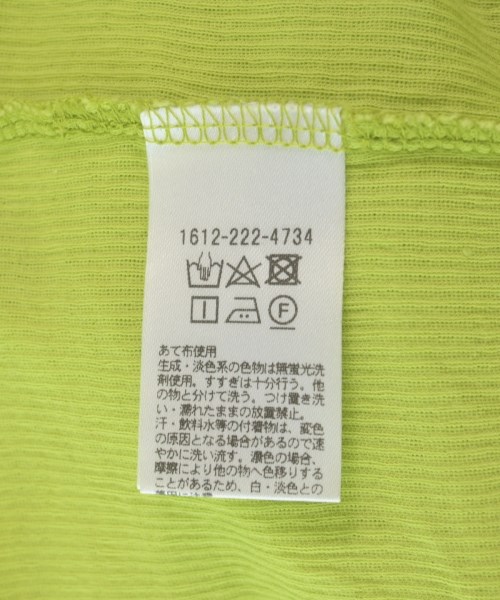 1612-222-4734
F
あて布使用
生成・淡色系の色物は無蛍光洗
剤使用。すすぎは十分行う。他
の物と分けて洗う。つけ置き洗
い・濡れたままの放置禁止。
汗・飲料水等の付着物は、変色
の原因となる場合があるので速
やかに洗い流す。濃色の場合、
摩擦により他の物へ色移りする
ことがあるため、白・淡色との